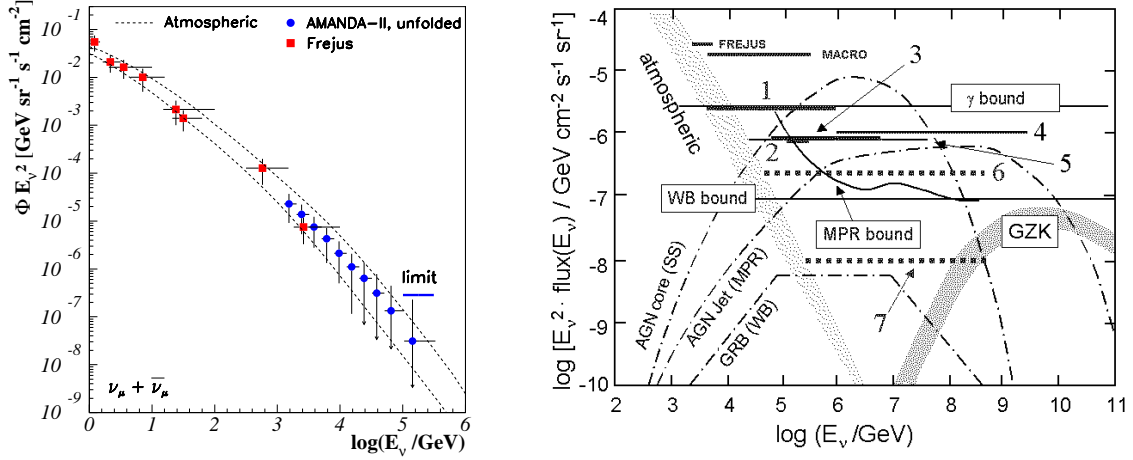 Φ E_ν^2 [GeV sr^-1 s^-1 cm^-2]
10^-1
10^-2
10^-3
10^-4
10^-5
10^-6
10^-7
10^-8
10^-9
Atmospheric
AMANDA-II, unfolded
Frejus
limit
ν_μ + ν̄_μ
0 1 2 3 4 5 6
log(E_ν/GeV)
log [E_ν^2 · flux(E_ν) / GeV cm^-2 s^-1 sr^1]
-4
-5
-6
-7
-8
-9
-10
FREJUS
MACRO
atmospheric
1
3
γ bound
2
4
5
6
WB bound
MPR bound
GZK
7
AGN core (SS)
AGN Jet (MPR)
GRB (WB)
2 3 4 5 6 7 8 9 10 11
log (E_ν /GeV)